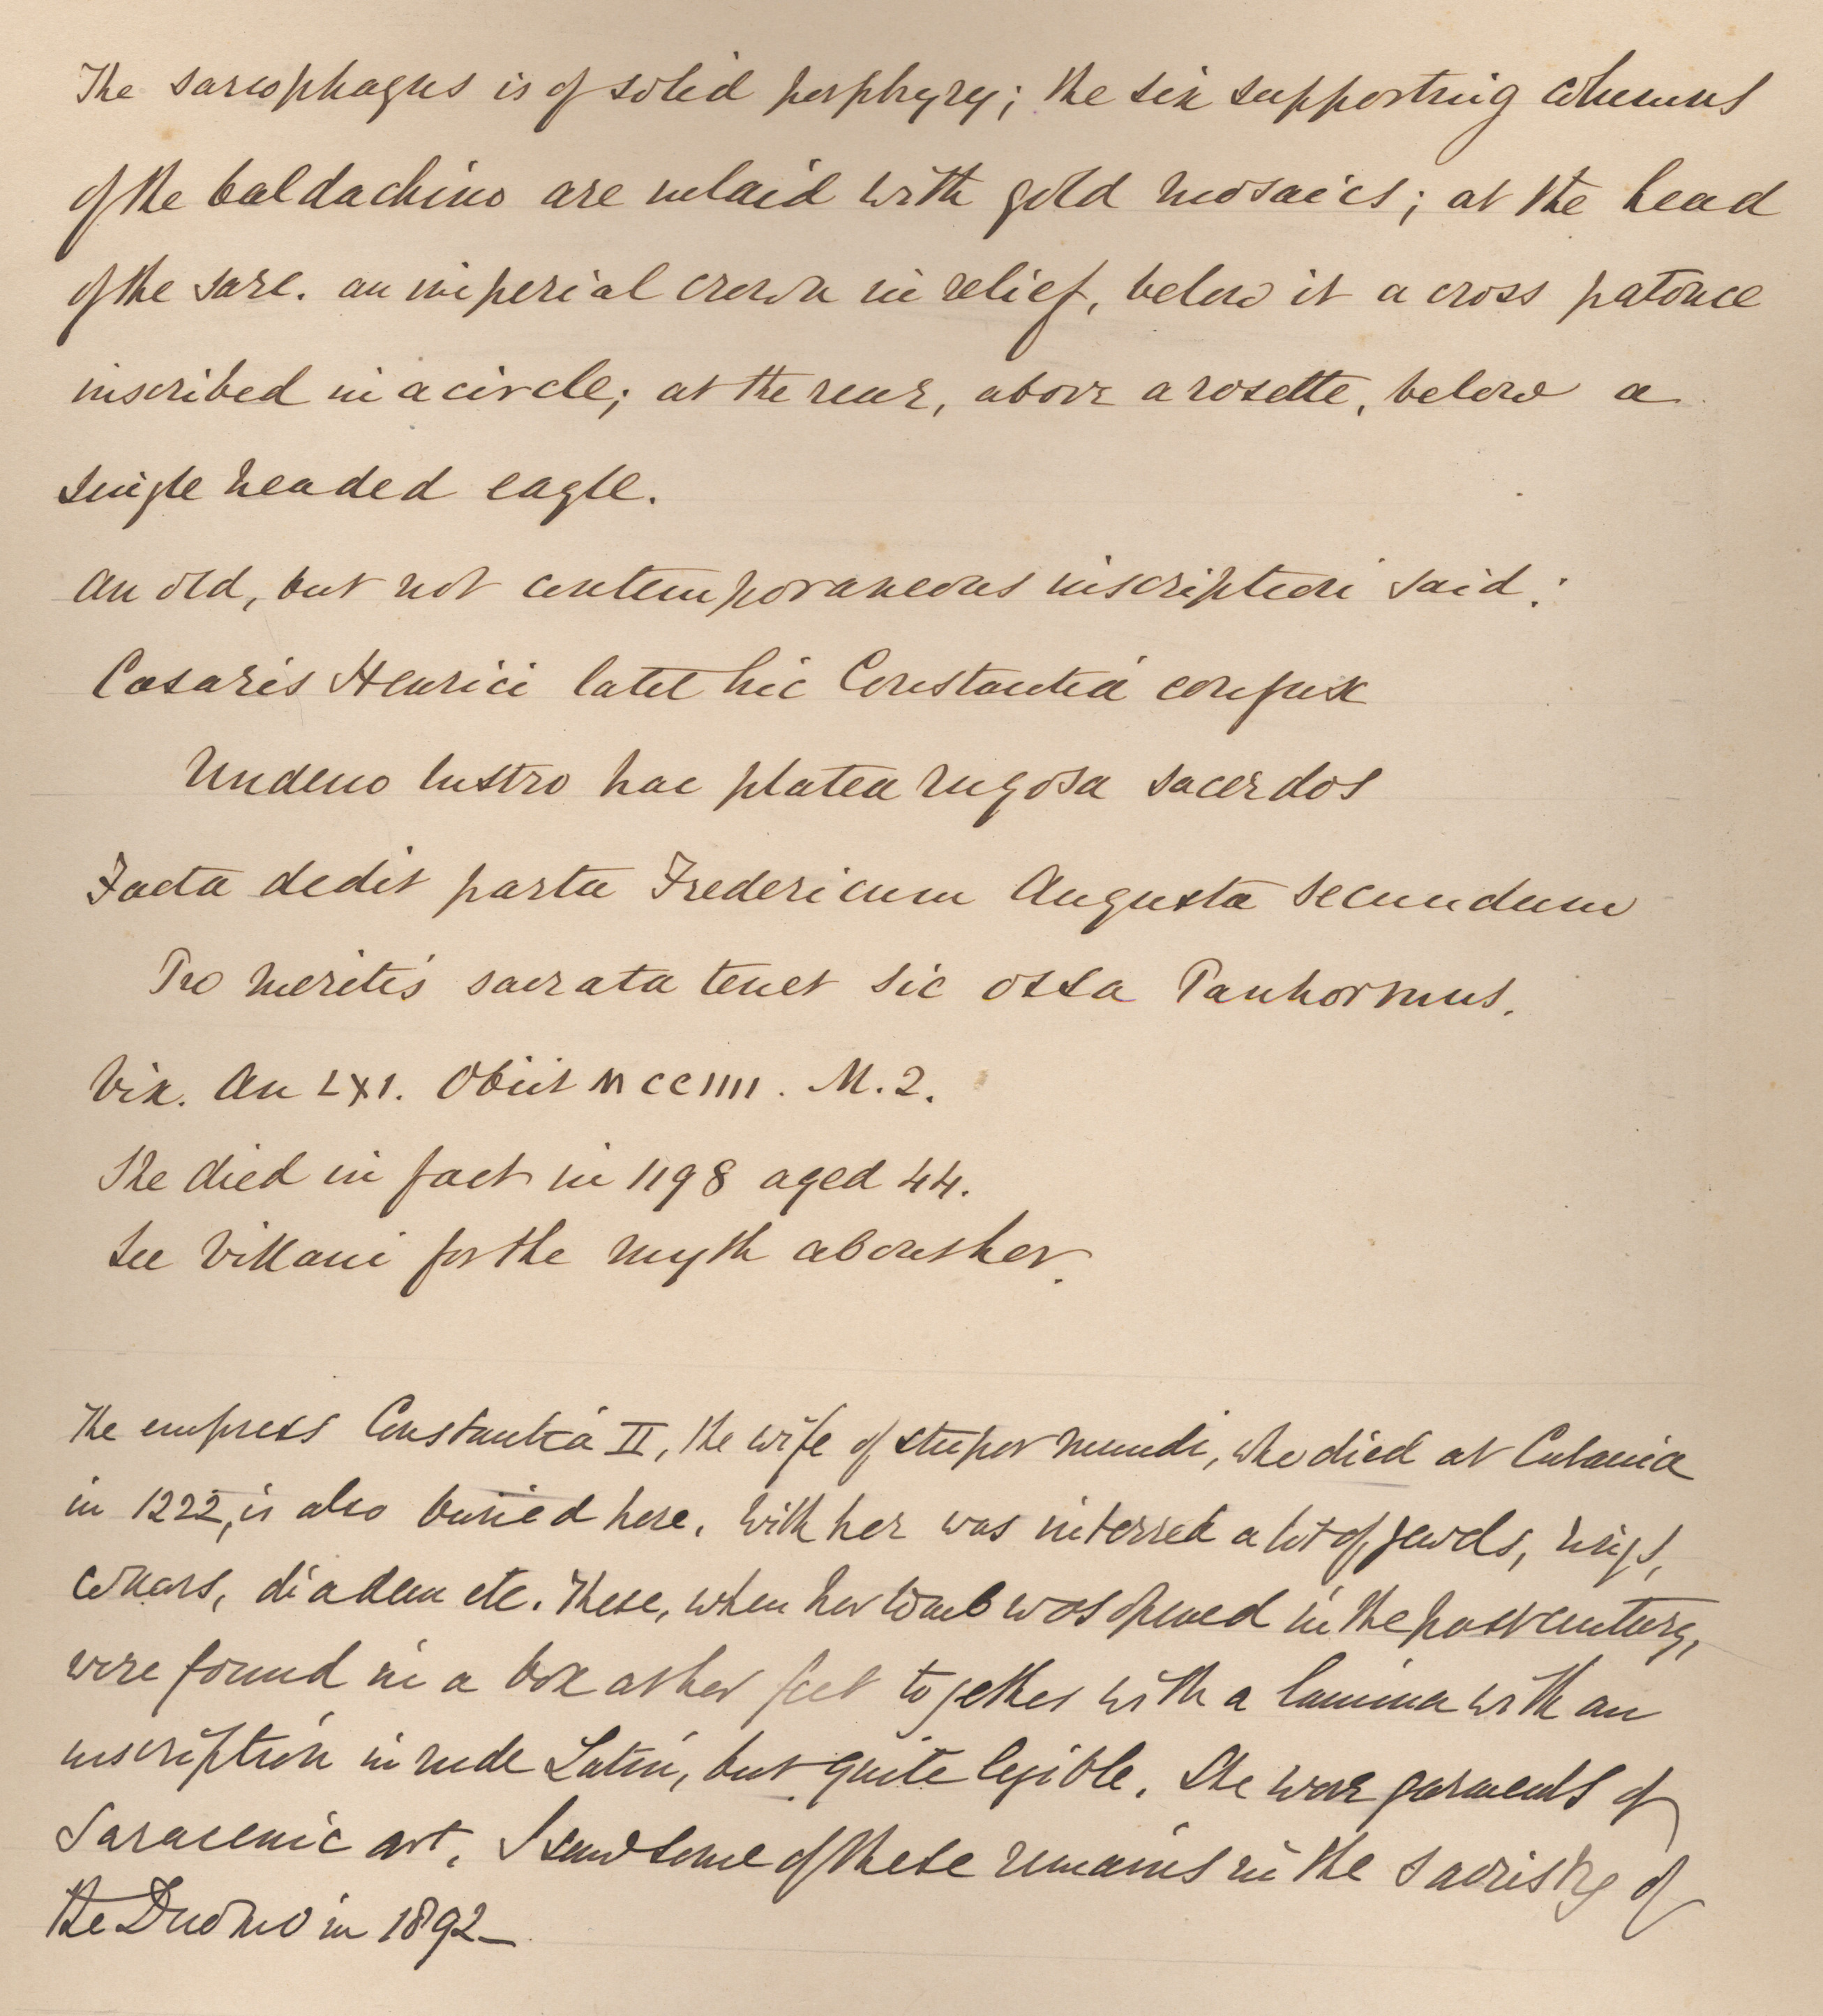 The sarcophagus is of solid porphyry; the six supporting columns
of the baldachino are inlaid with gold mosaics; at the head
of the sarc. an imperial crown in relief, below it a cross patonce
inscribed in a circle; at the rear, above a rosette, below a
single headed eagle.
An old, but not contemporaneous inscription said:
Casaris Henrici latet hic Constantia conjux
Undeno lustro hac platea rugosa sacerdos
Facta dedit partu Fredericum Augusta secundum
Pro meritis sacrata tenet sic ossa Panhormus.
Vix. An LXI. Obiit MCCIIII. M. 2.
She died in fact in 1198 aged 44.
See Villani for the myth about her.
The empress Constantia II, the wife of stupor mundi, who died at Catania
in 1222, is also buried here. With her was interred a lot of jewels, rings,
collars, diadem etc. These, when her tomb was opened in the past century,
were found in a box at her feet together with a lamina with an
inscription in rude Latin, but quite legible. She wore garments of
Saracenic art. I saw some of these remains in the sacristy of
the Duomo in 1892—